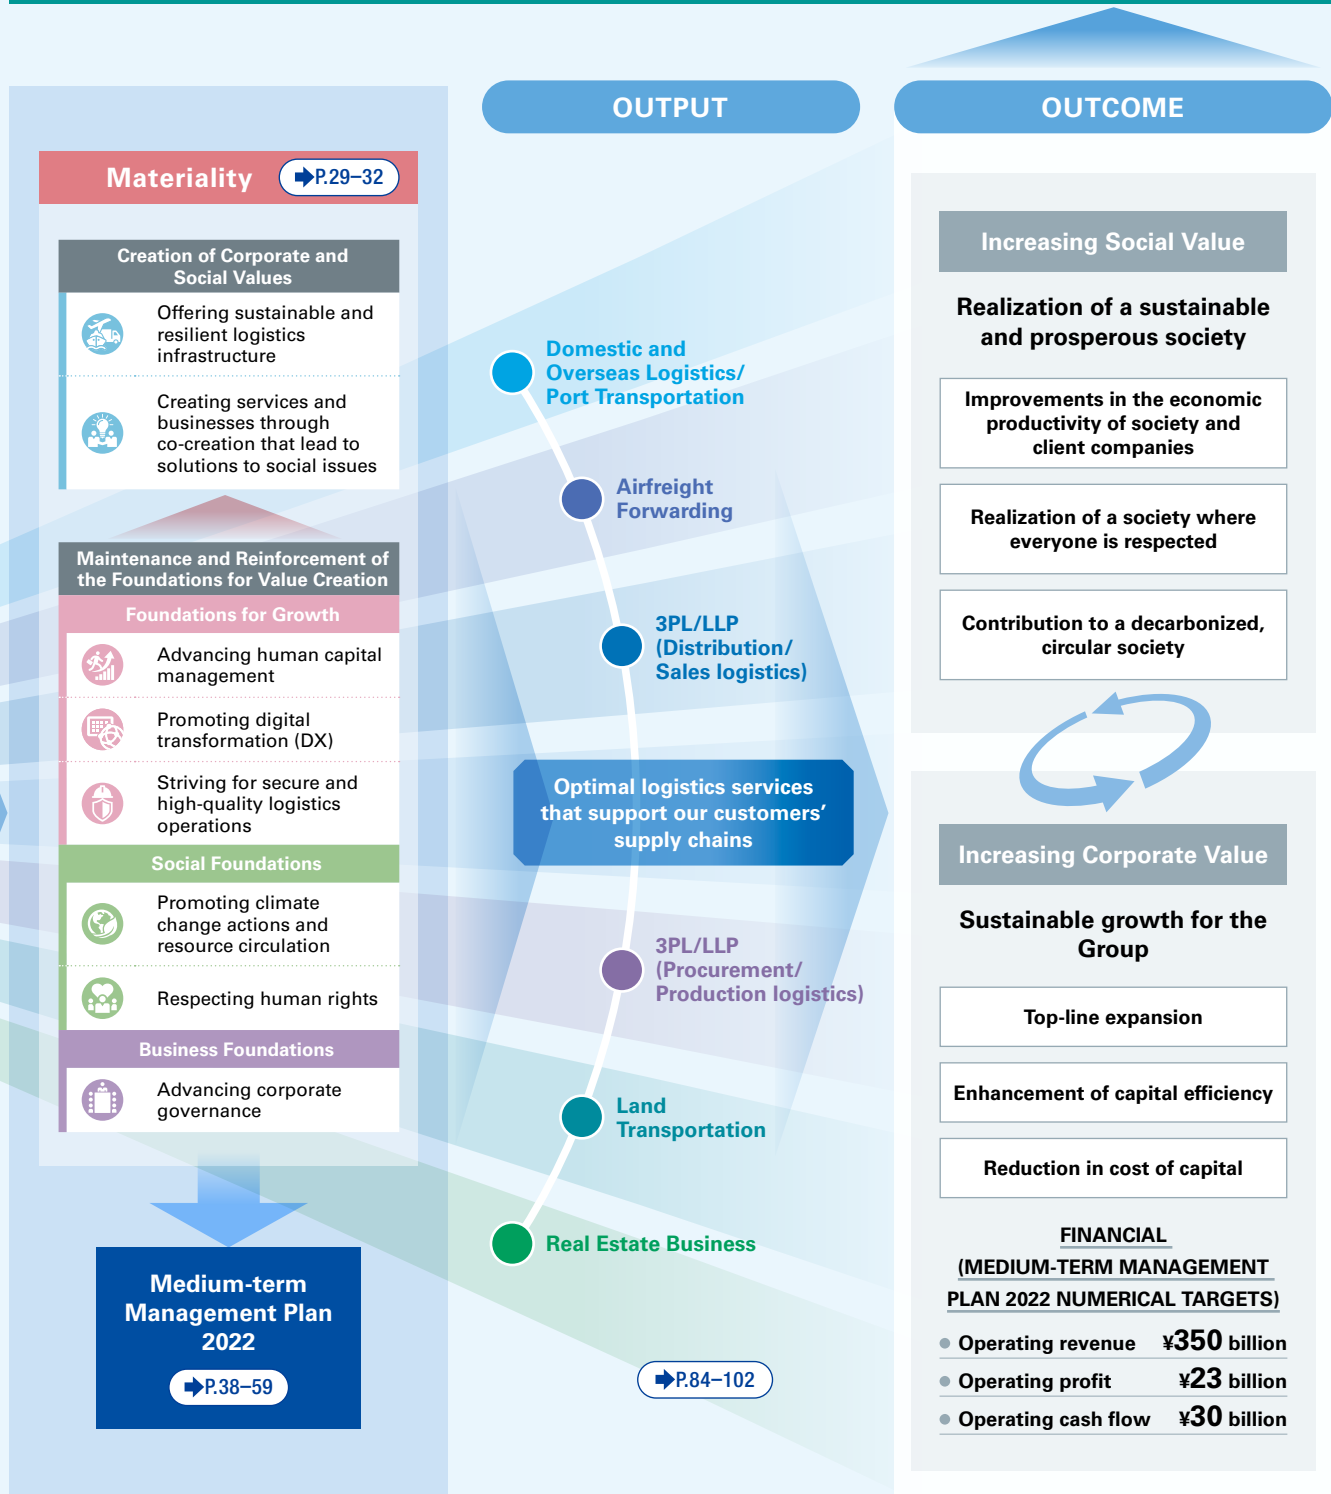 Materiality
P.29–32
Creation of Corporate and
Social Values
Offering sustainable and
resilient logistics
infrastructure
Creating services and
businesses through
co-creation that lead to
solutions to social issues
Maintenance and Reinforcement of
the Foundations for Value Creation
Foundations for Growth
Advancing human capital
management
Promoting digital
transformation (DX)
Striving for secure and
high-quality logistics
operations
Social Foundations
Promoting climate
change actions and
resource circulation
Respecting human rights
Business Foundations
Advancing corporate
governance
Medium-term
Management Plan
2022
P.38–59
OUTPUT
Domestic and
Overseas Logistics/
Port Transportation
Airfreight
Forwarding
3PL/LLP
(Distribution/
Sales logistics)
Optimal logistics services
that support our customers’
supply chains
3PL/LLP
(Procurement/
Production logistics)
Land
Transportation
Real Estate Business
P.84–102
OUTCOME
Increasing Social Value
Realization of a sustainable
and prosperous society
Improvements in the economic
productivity of society and
client companies
Realization of a society where
everyone is respected
Contribution to a decarbonized,
circular society
Increasing Corporate Value
Sustainable growth for the
Group
Top-line expansion
Enhancement of capital efficiency
Reduction in cost of capital
FINANCIAL
(MEDIUM-TERM MANAGEMENT
PLAN 2022 NUMERICAL TARGETS)
Operating revenue ¥350 billion
Operating profit ¥23 billion
Operating cash flow ¥30 billion